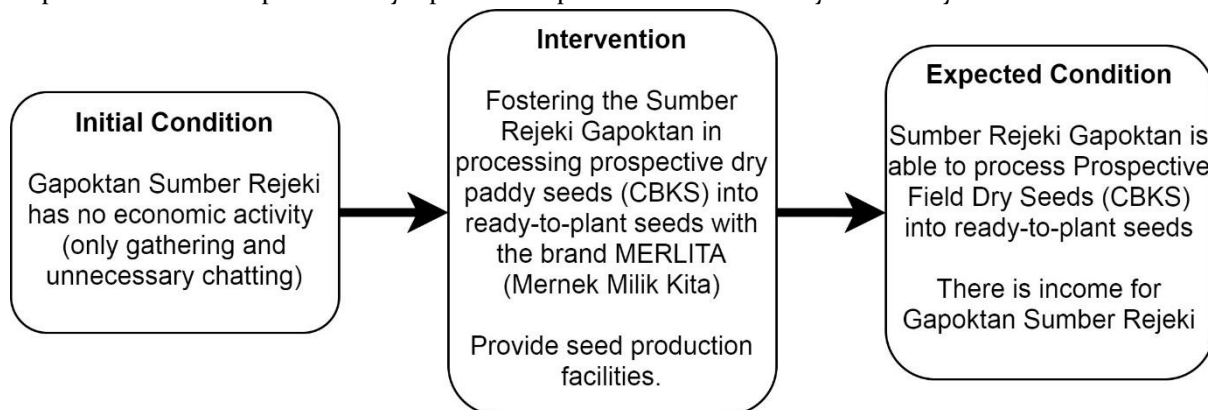 Initial Condition
Gapoktan Sumber Rejeki
has no economic activity
(only gathering and
unnecessary chatting)
Intervention
Fostering the Sumber
Rejeki Gapoktan in
processing prospective dry
paddy seeds (CBKS) into
ready-to-plant seeds with
the brand MERLITA
(Mernek Milik Kita)
Provide seed production
facilities.
Expected Condition
Sumber Rejeki Gapoktan is
able to process Prospective
Field Dry Seeds (CBKS)
into ready-to-plant seeds
There is income for
Gapoktan Sumber Rejeki